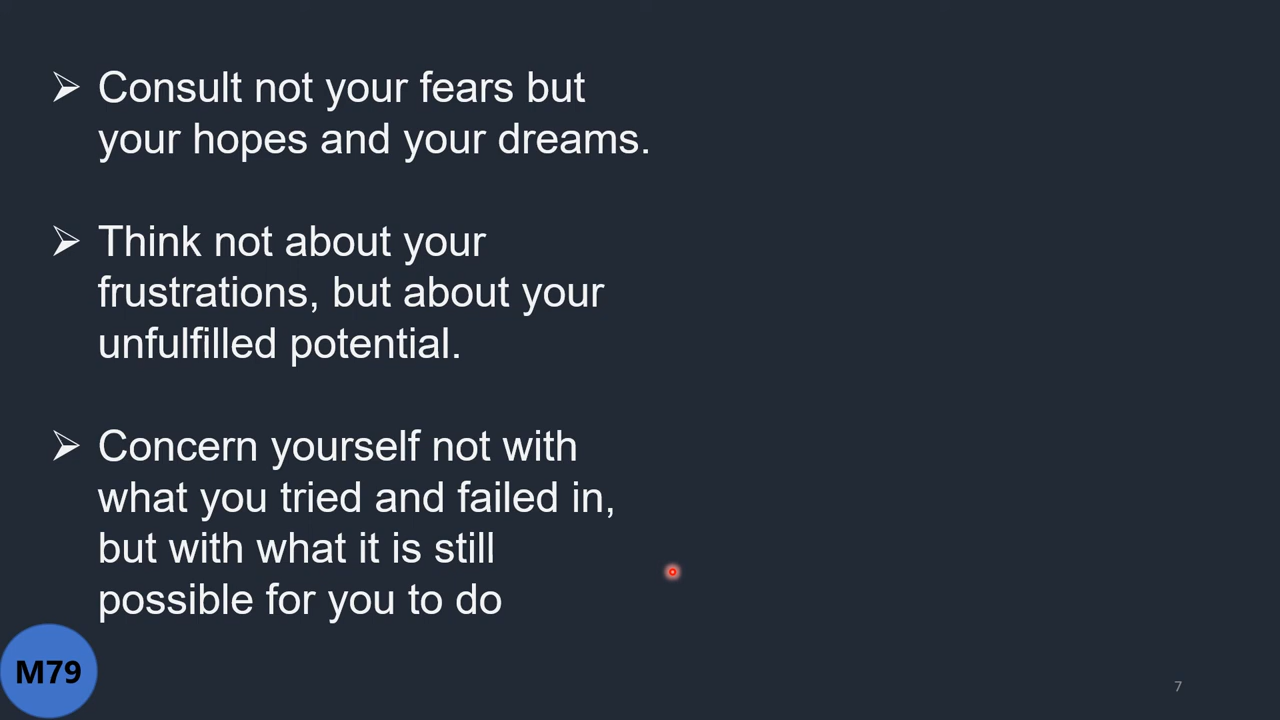 Consult not your fears but
your hopes and your dreams.
Think not about your
frustrations, but about your
unfulfilled potential.
Concern yourself not with
what you tried and failed in,
but with what it is still
possible for you to do
M79
7